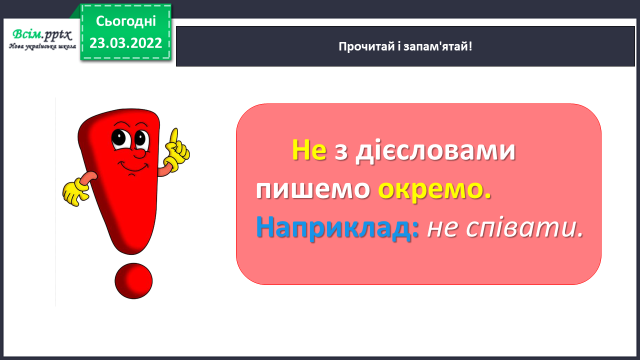 Всім.pptx
Нова українська школа
Сьогодні
23.03.2022
Прочитай і запам'ятай!
Не з дієсловами
пишемо окремо.
Наприклад: не співати.